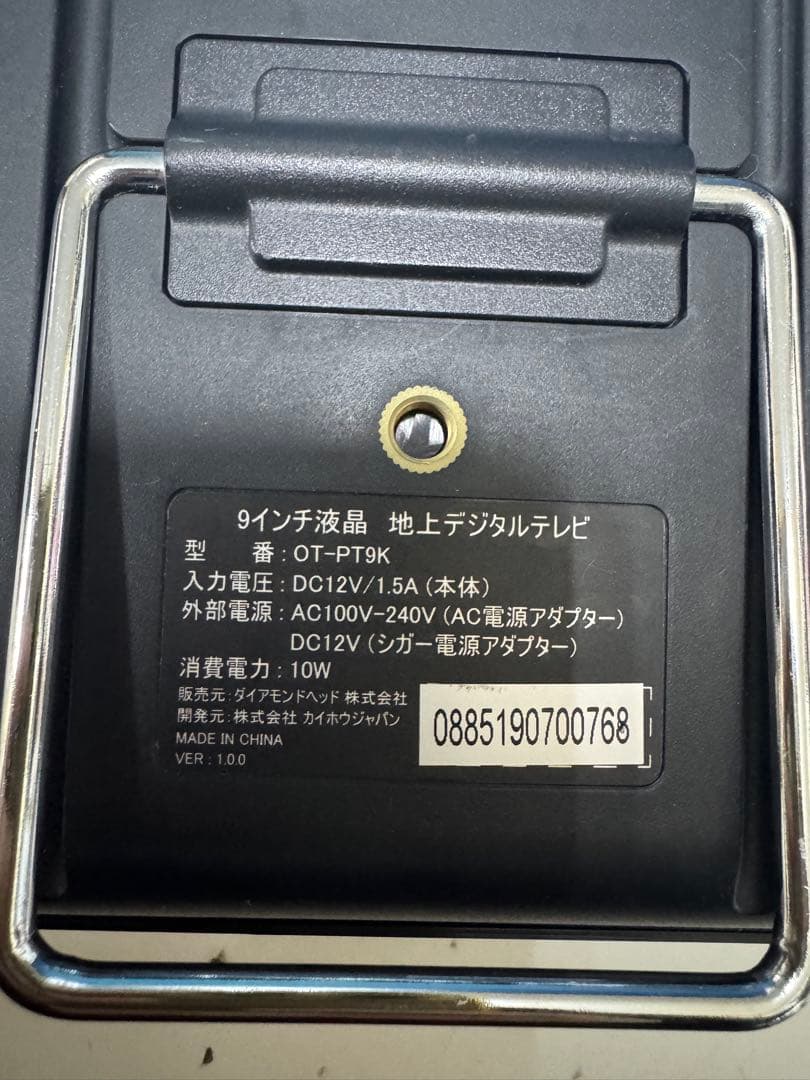 9インチ液晶 地上デジタルテレビ
型 番 : OT-PT9K
入力電圧 : DC12V/1.5A (本体)
外部電源 : AC100V-240V (AC電源アダプター)
DC12V (シガー電源アダプター)
消費電力 : 10W
販売元 : ダイアモンドヘッド 株式会社
開発元 : 株式会社 カイホウジャパン
MADE IN CHINA
VER : 1.0.0
0885190700768